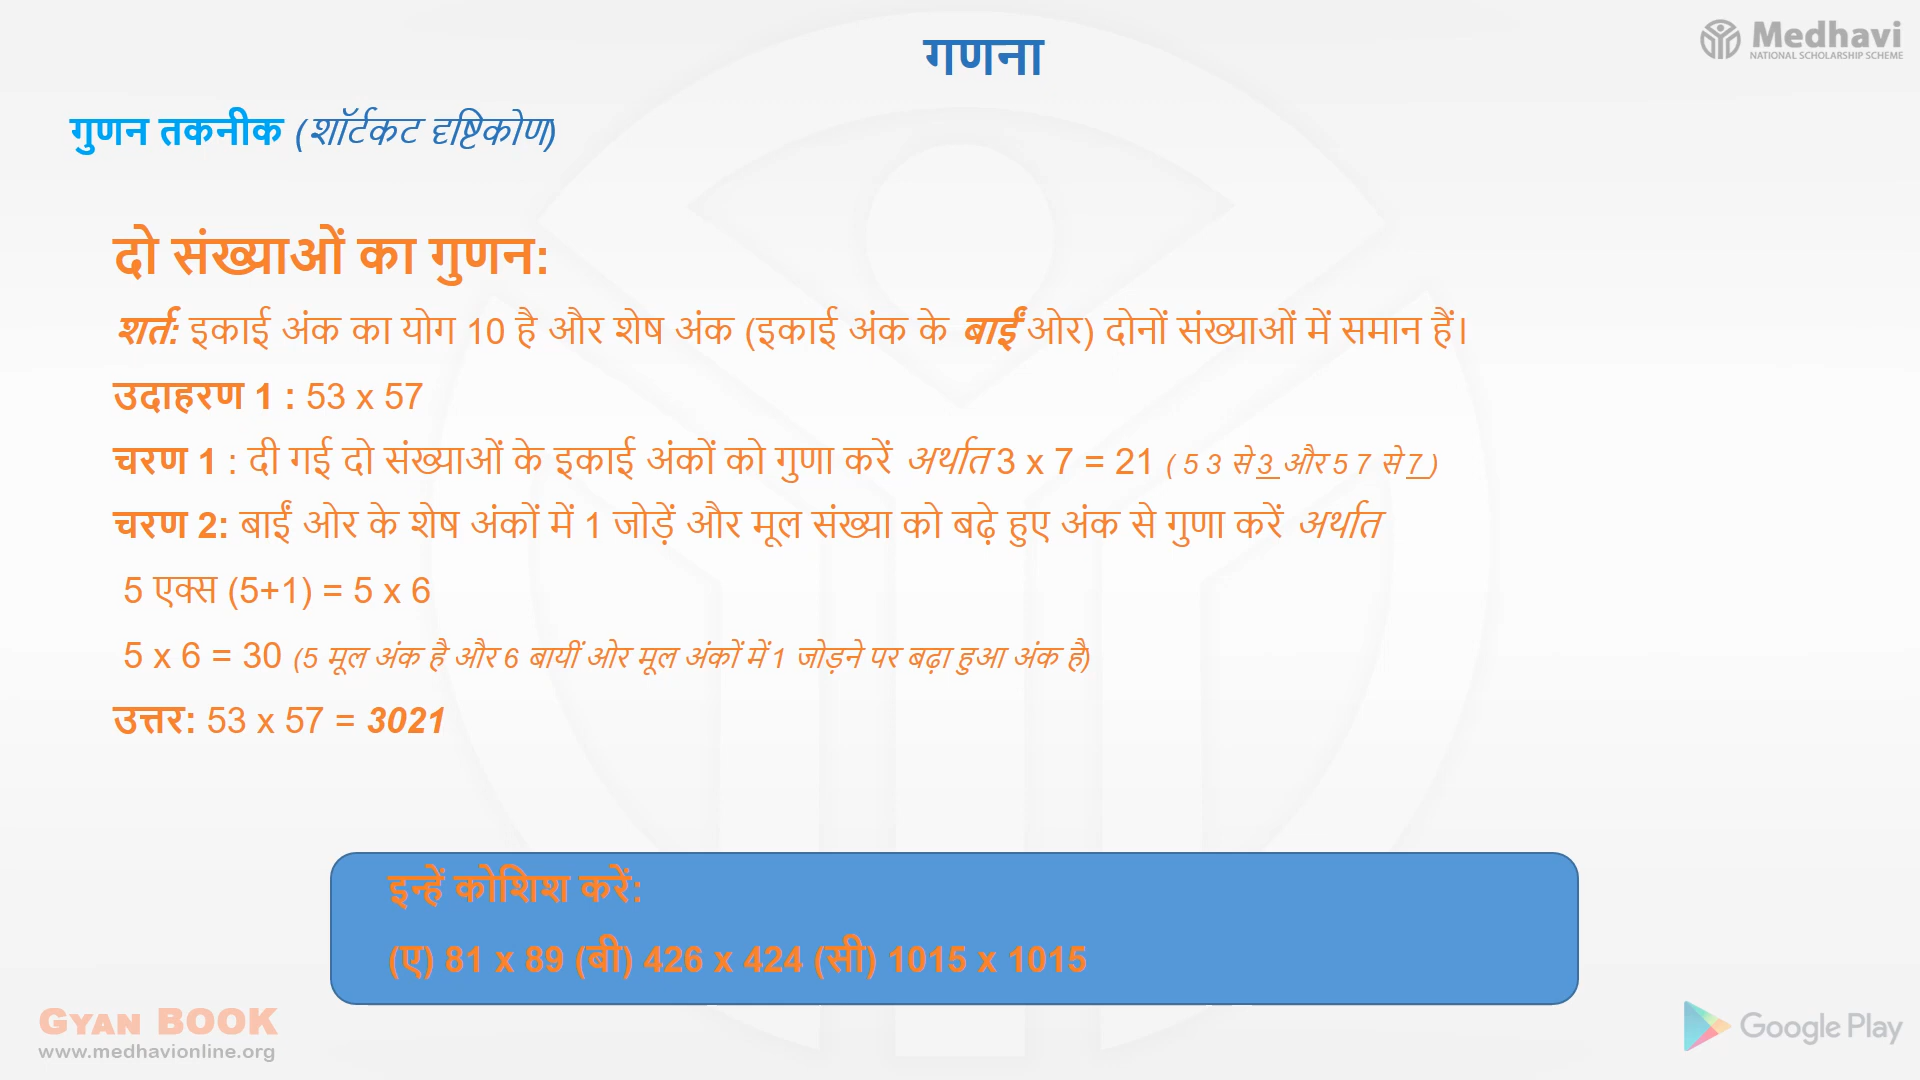 गणना
Medhavi
NATIONAL SCHOLARSHIP SCHEME
गुणन तकनीक (शॉर्टकट दृष्टिकोण)
दो संख्याओं का गुणन:
शर्त: इकाई अंक का योग 10 है और शेष अंक (इकाई अंक के बाईं ओर) दोनों संख्याओं में समान हैं।
उदाहरण 1 : 53 x 57
चरण 1 : दी गई दो संख्याओं के इकाई अंकों को गुणा करें अर्थात 3 x 7 = 21 ( 5 3 से 3 और 5 7 से 7 )
चरण 2: बाईं ओर के शेष अंकों में 1 जोड़ें और मूल संख्या को बढ़े हुए अंक से गुणा करें अर्थात
5 एक्स (5+1) = 5 x 6
5 x 6 = 30 (5 मूल अंक है और 6 बायीं ओर मूल अंकों में 1 जोड़ने पर बढ़ा हुआ अंक है)
उत्तर: 53 x 57 = 3021
इन्हें कोशिश करें:
(ए) 81 x 89 (बी) 426 x 424 (सी) 1015 x 1015
GYAN BOOK
www.medhavionline.org
Google Play